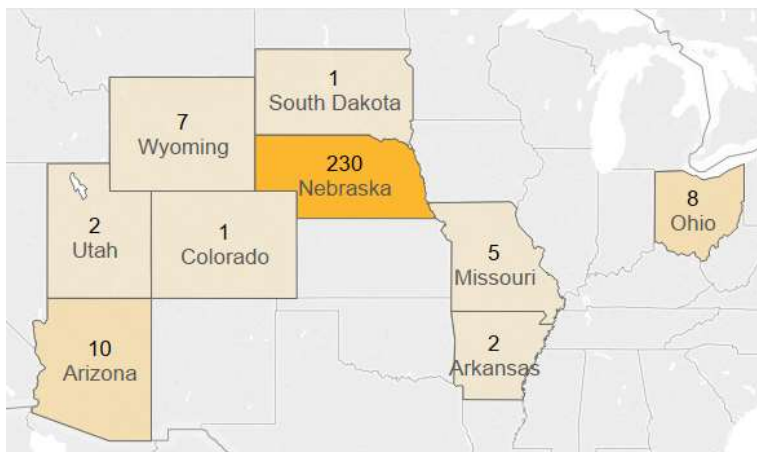 1
South Dakota
7
Wyoming
230
Nebraska
8
Ohio
2
Utah
1
Colorado
5
Missouri
10
Arizona
2
Arkansas